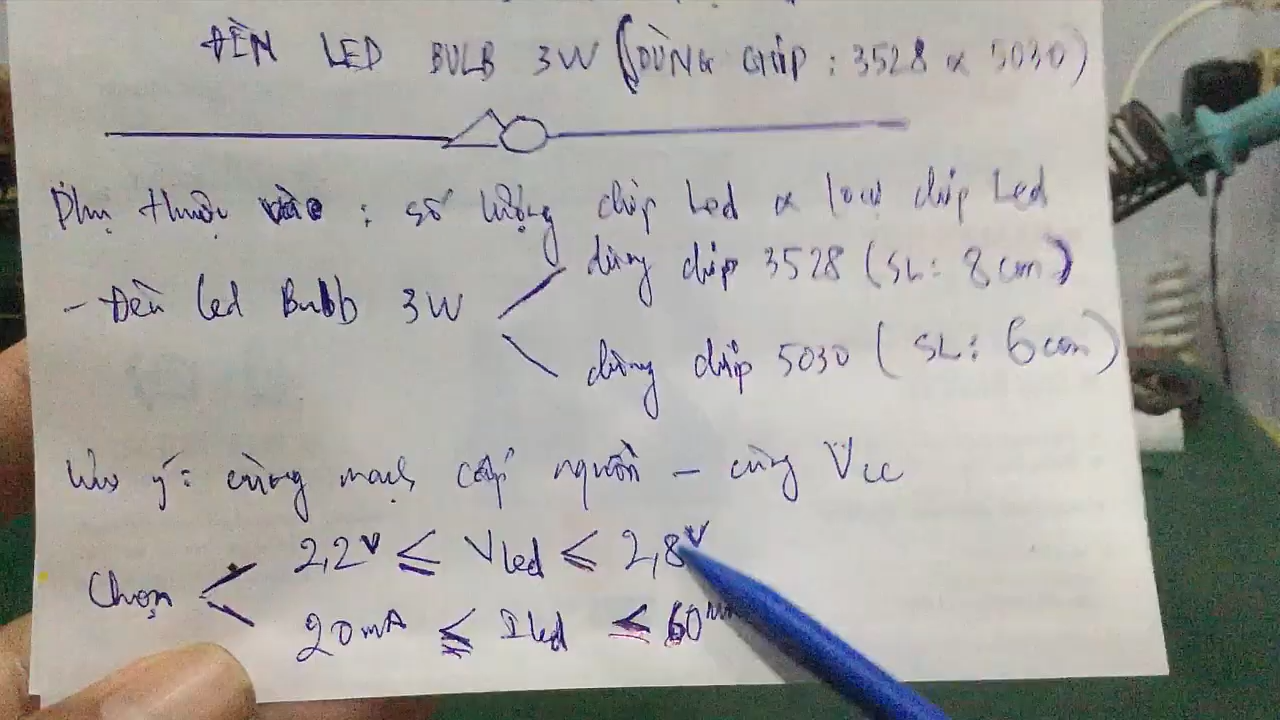 ĐÈN LED BULB 3W (DÙNG CHIP : 3528 & 5030)
Phụ thuộc vào : số lượng chip Led & loại chip Led
- Đèn led Bulb 3W
dùng chip 3528 (SL: 8 con)
dùng chip 5030 (SL: 6 con)
Lưu ý: cùng mạch cấp nguồn - cùng Vcc
Chọn
2,2V ≤ Vled ≤ 2,8V
20mA ≤ Iled ≤ 60mA